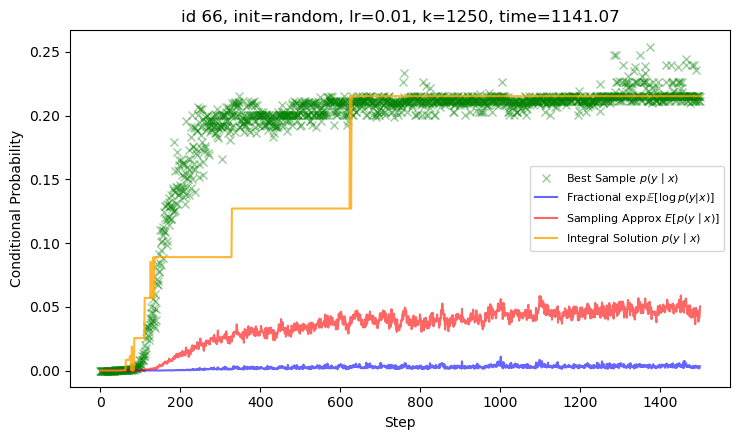 id 66, init=random, lr=0.01, k=1250, time=1141.07
Conditional Probability
0.25
0.20
0.15
0.10
0.05
0.00
Best Sample p(y | x)
Fractional exp𝔼[log p(y|x)]
Sampling Approx E[p(y | x)]
Integral Solution p(y | x)
0 200 400 600 800 1000 1200 1400
Step